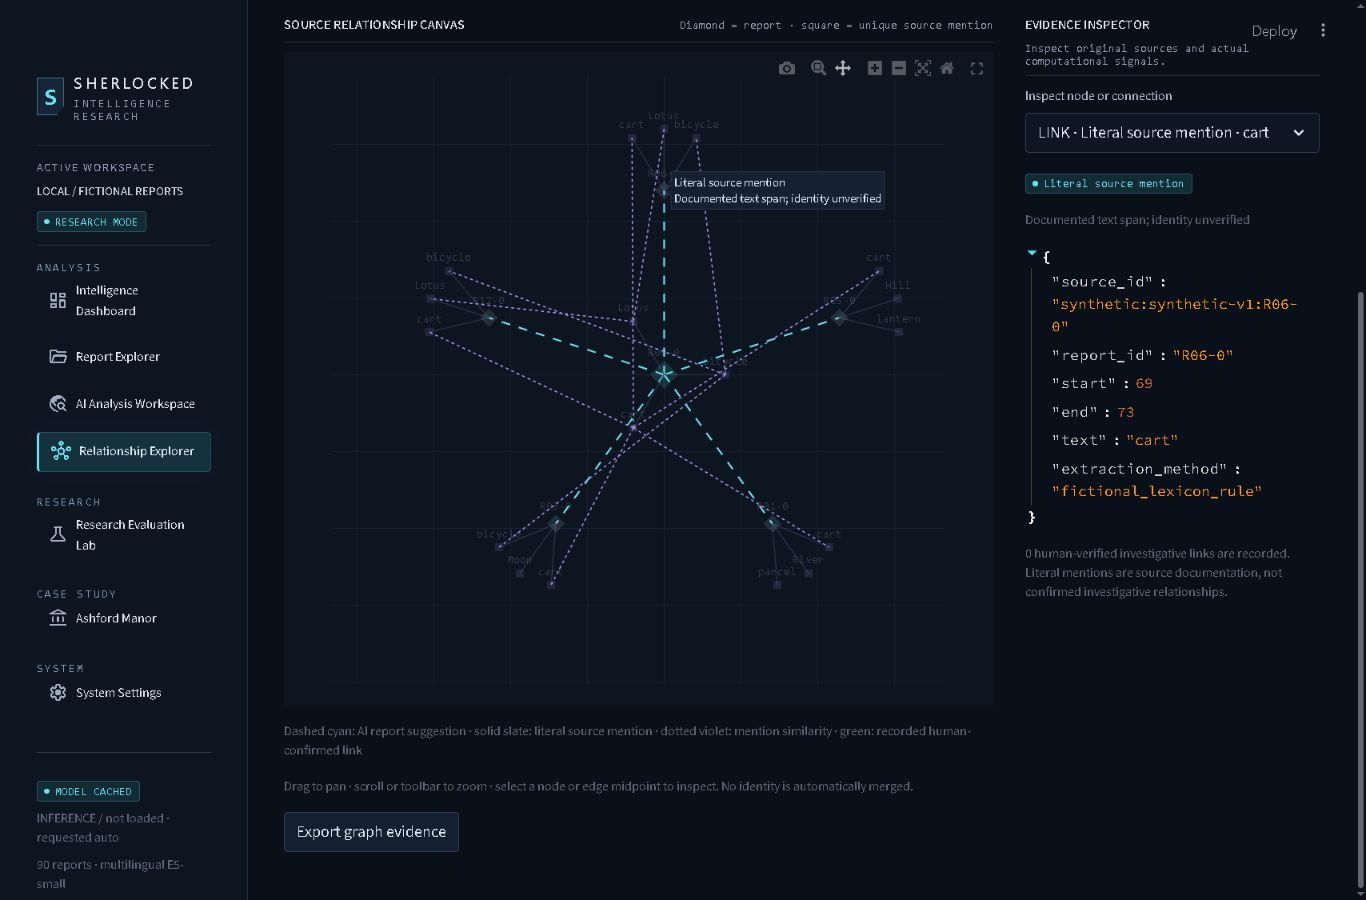 S
SHERLOCKED
INTELLIGENCE
RESEARCH
ACTIVE WORKSPACE
LOCAL / FICTIONAL REPORTS
RESEARCH MODE
ANALYSIS
Intelligence
Dashboard
Report Explorer
AI Analysis Workspace
Relationship Explorer
RESEARCH
Research Evaluation
Lab
CASE STUDY
Ashford Manor
SYSTEM
System Settings
MODEL CACHED
INFERENCE / not loaded ·
requested auto
90 reports · multilingual E5-
small
SOURCE RELATIONSHIP CANVAS
Diamond = report · square = unique source mention
Lotus
cart
bicycle
Literal source mention
Documented text span; identity unverified
bicycle
Lotus
cart
R12-0
Lotus
cart
Hill
lantern
bicycle
cart
Moon
cart
River
parcel
Dashed cyan: AI report suggestion · solid slate: literal source mention · dotted violet: mention similarity · green: recorded human-
confirmed link
Drag to pan · scroll or toolbar to zoom · select a node or edge midpoint to inspect. No identity is automatically merged.
Export graph evidence
EVIDENCE INSPECTOR
Deploy
Inspect original sources and actual
computational signals.
Inspect node or connection
LINK · Literal source mention · cart
Literal source mention
Documented text span; identity unverified
{
"source_id" :
"synthetic:synthetic-v1:R06-
0"
"report_id" : "R06-0"
"start" : 69
"end" : 73
"text" : "cart"
"extraction_method" :
"fictional_lexicon_rule"
}
0 human-verified investigative links are recorded.
Literal mentions are source documentation, not
confirmed investigative relationships.